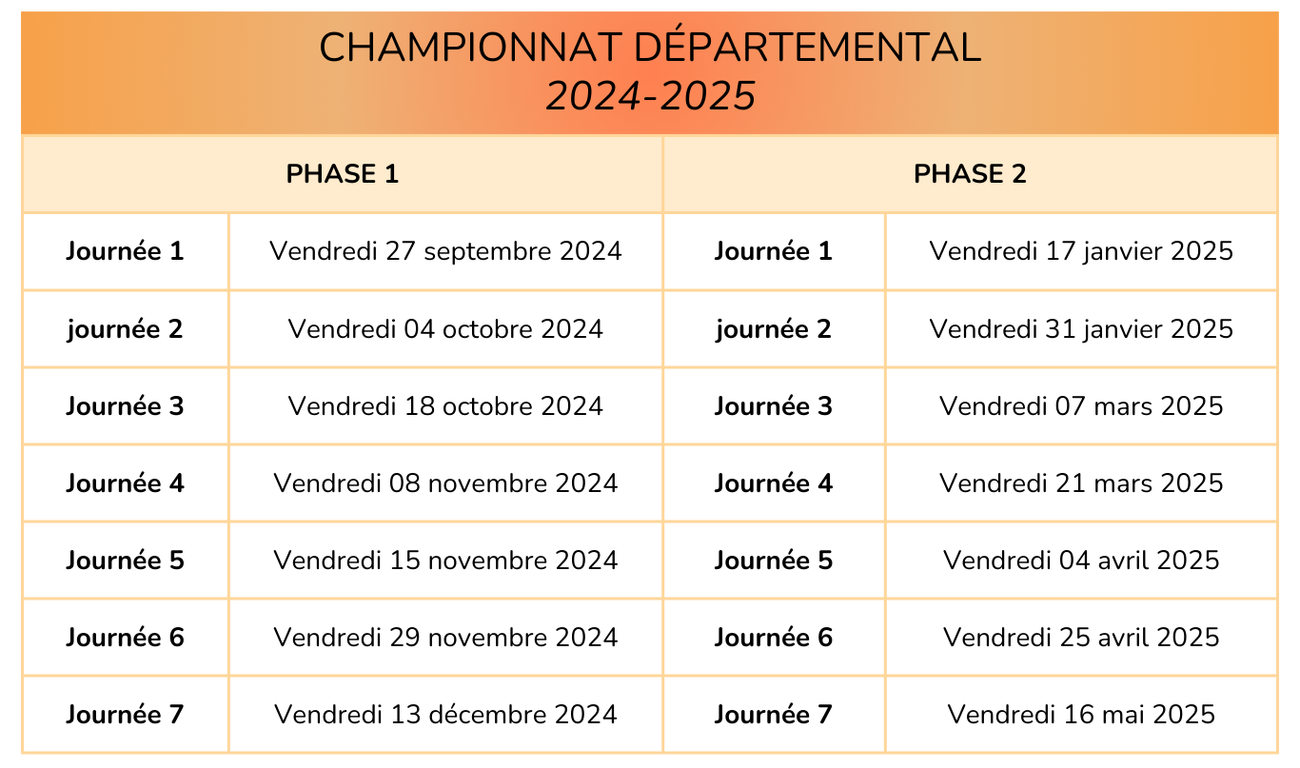 CHAMPIONNAT DÉPARTEMENTAL
2024-2025
PHASE 1 PHASE 2
Journée 1 Vendredi 27 septembre 2024 Journée 1 Vendredi 17 janvier 2025
journée 2 Vendredi 04 octobre 2024 journée 2 Vendredi 31 janvier 2025
Journée 3 Vendredi 18 octobre 2024 Journée 3 Vendredi 07 mars 2025
Journée 4 Vendredi 08 novembre 2024 Journée 4 Vendredi 21 mars 2025
Journée 5 Vendredi 15 novembre 2024 Journée 5 Vendredi 04 avril 2025
Journée 6 Vendredi 29 novembre 2024 Journée 6 Vendredi 25 avril 2025
Journée 7 Vendredi 13 décembre 2024 Journée 7 Vendredi 16 mai 2025